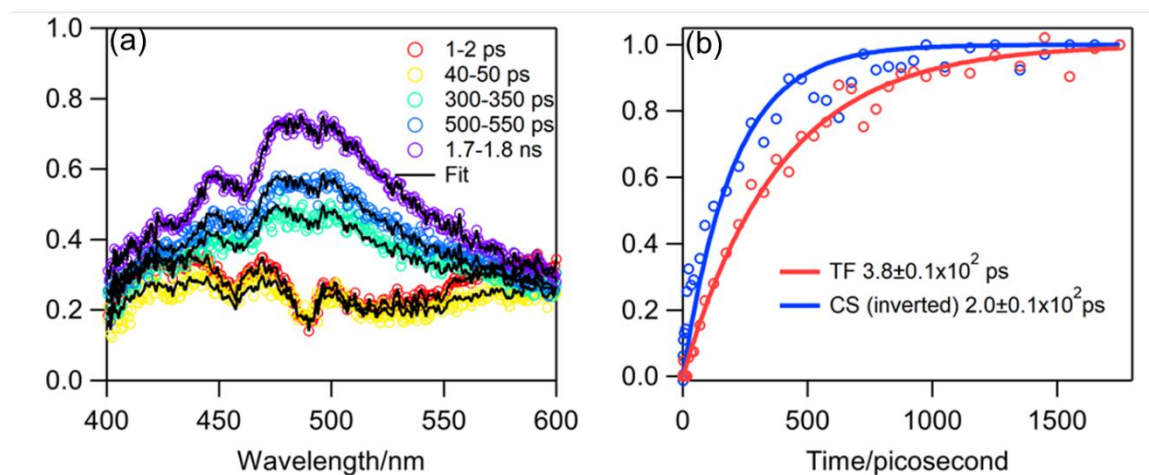 (a)
1.0
0.8
0.6
0.4
0.2
0.0
400
450
500
550
600
Wavelength/nm
1-2 ps
40-50 ps
300-350 ps
500-550 ps
1.7-1.8 ns
Fit
(b)
1.0
0.8
0.6
0.4
0.2
0.0
0
500
1000
1500
Time/picosecond
TF 3.8±0.1x10² ps
CS (inverted) 2.0±0.1x10²ps